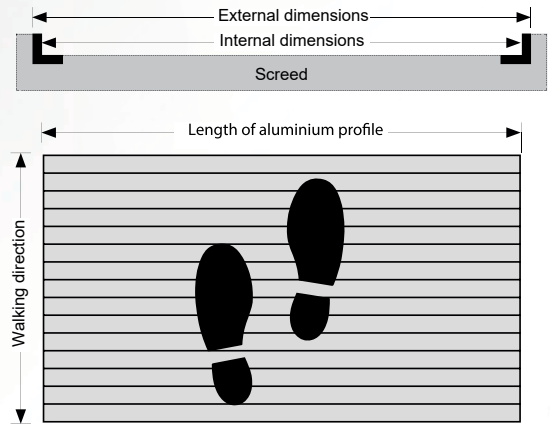 External dimensions
Internal dimensions
Screed
Length of aluminium profile
Walking direction